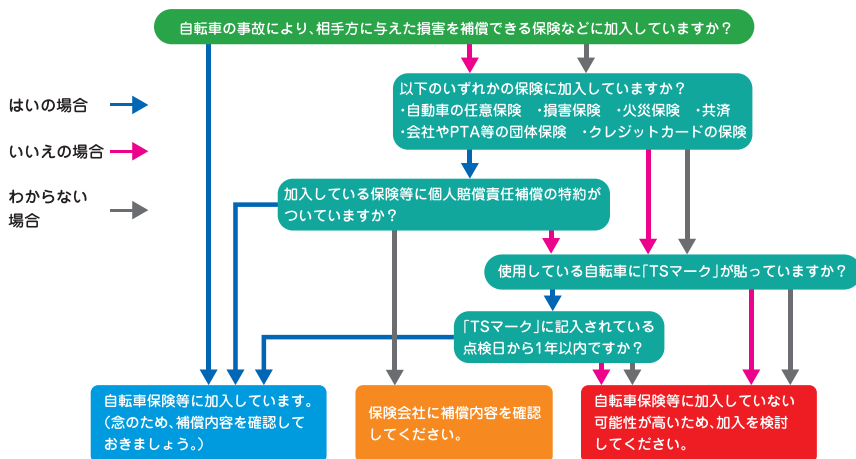 自転車の事故により、相手方に与えた損害を補償できる保険などに加入していますか？
はいの場合
いいえの場合
わからない
場合
以下のいずれかの保険に加入していますか？
・自動車の任意保険　・損害保険　・火災保険　・共済
・会社やPTA等の団体保険　・クレジットカードの保険
加入している保険等に個人賠償責任補償の特約が
ついていますか？
使用している自転車に「TSマーク」が貼っていますか？
「TSマーク」に記入されている
点検日から1年以内ですか？
自転車保険等に加入しています。
（念のため、補償内容を確認して
おきましょう。）
保険会社に補償内容を確認
してください。
自転車保険等に加入していない
可能性が高いため、加入を検討
してください。